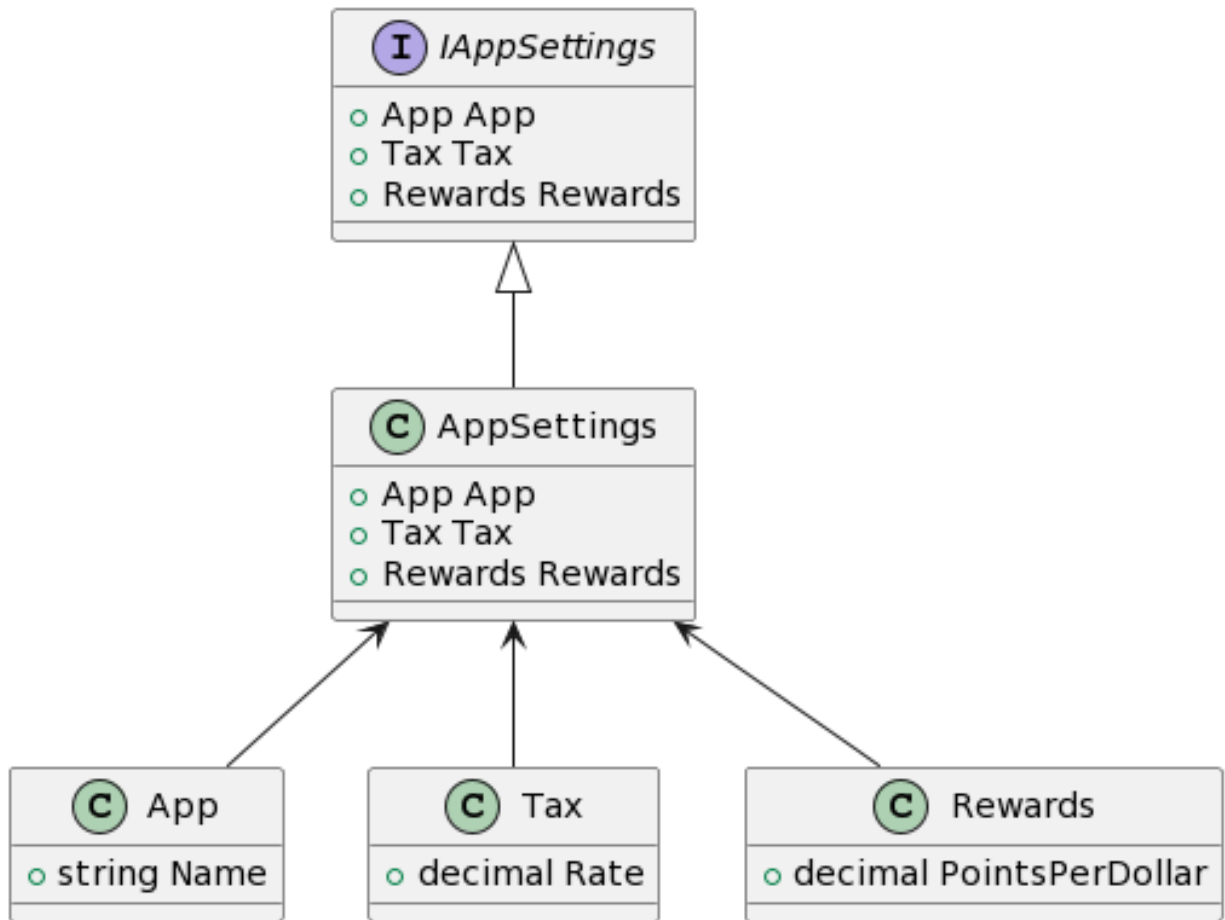 I IAppSettings
App App
Tax Tax
Rewards Rewards
C AppSettings
App App
Tax Tax
Rewards Rewards
C App
string Name
C Tax
decimal Rate
C Rewards
decimal PointsPerDollar